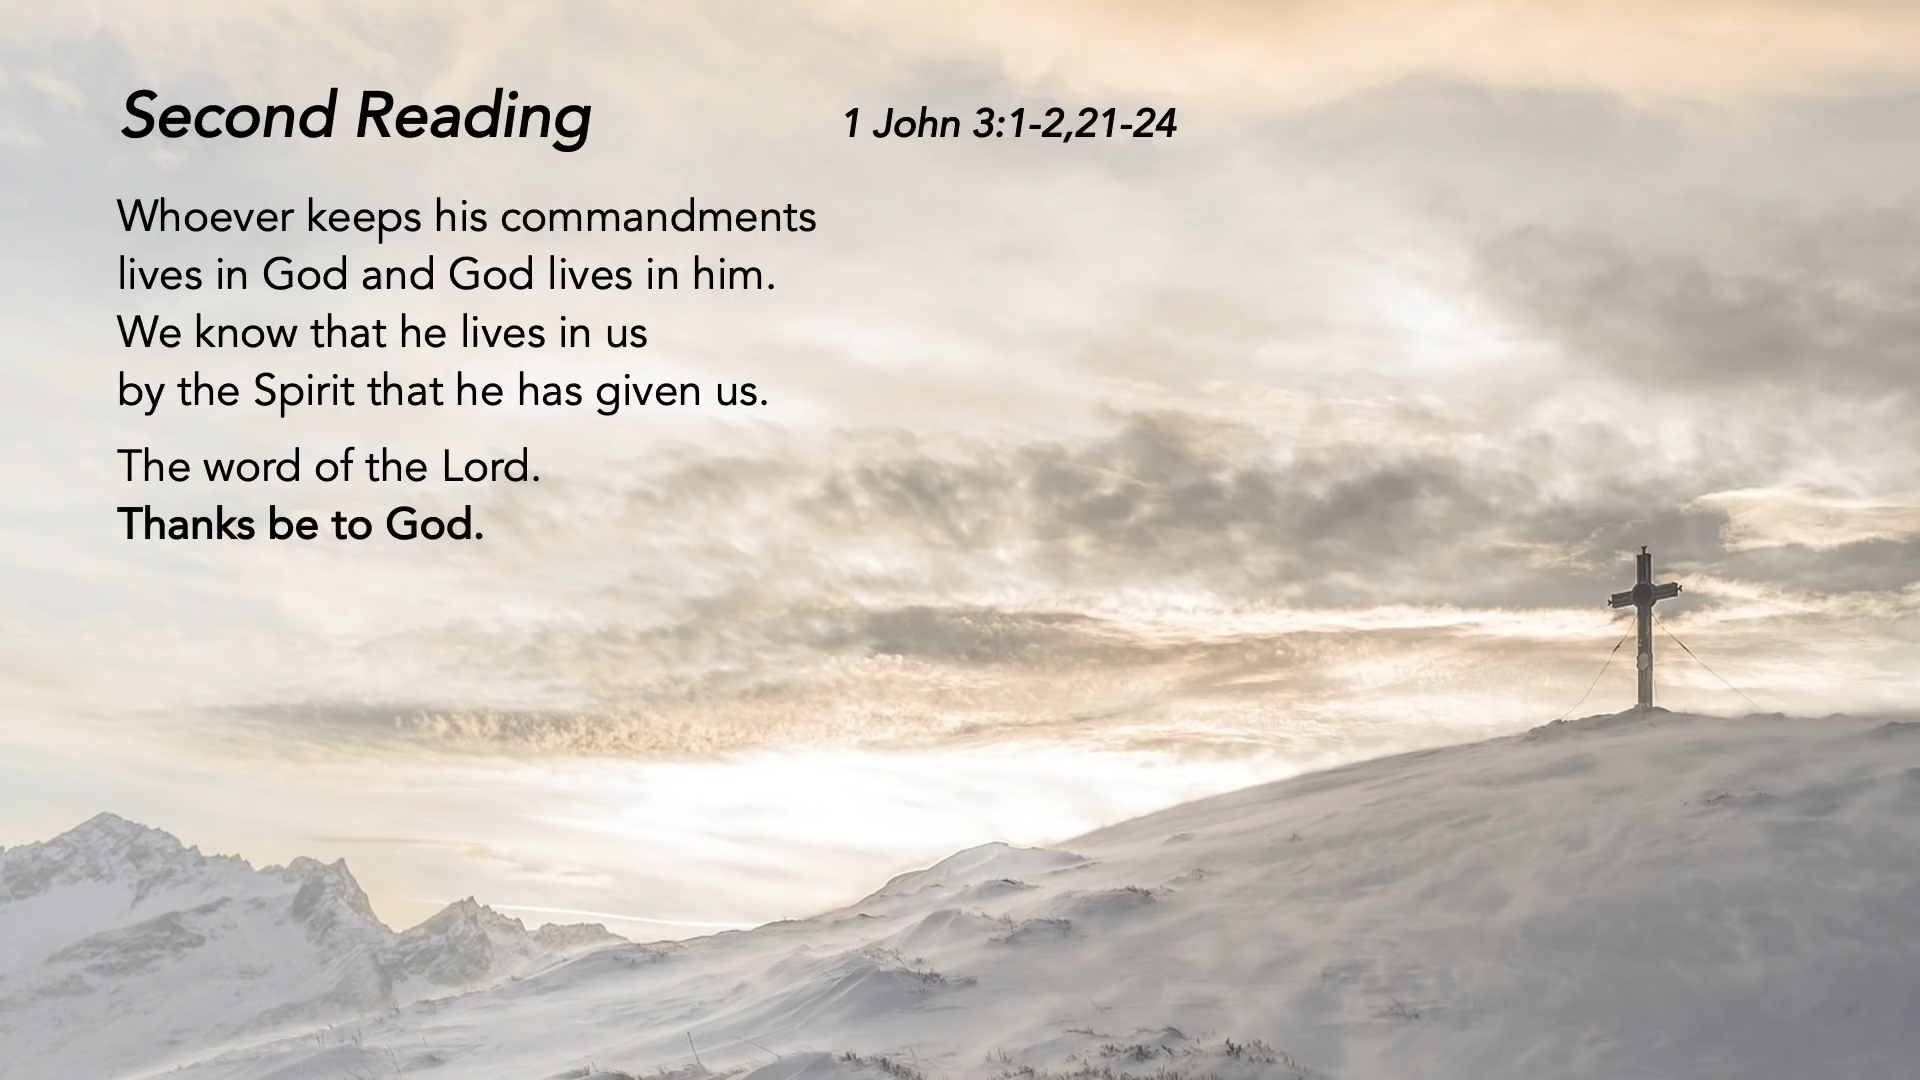 Second Reading 1 John 3:1-2,21-24
Whoever keeps his commandments
lives in God and God lives in him.
We know that he lives in us
by the Spirit that he has given us.
The word of the Lord.
Thanks be to God.